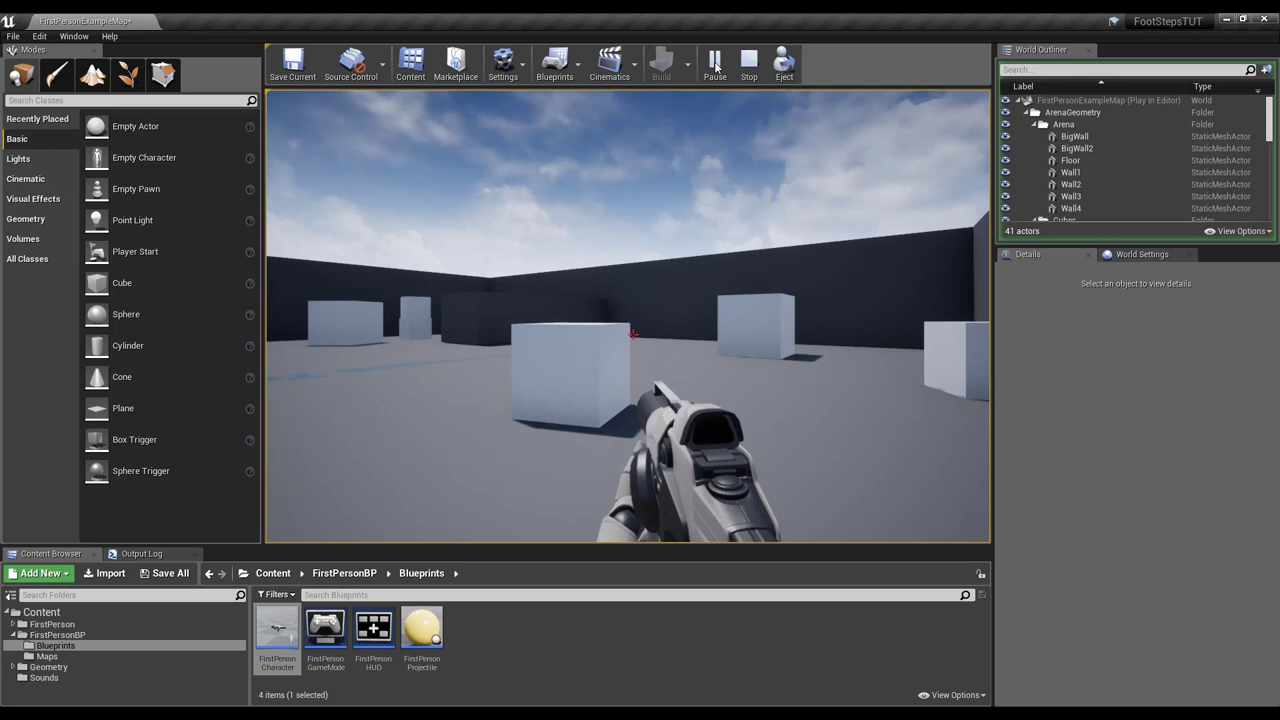 FirstPersonExampleMap*
FootStepsTUT
File Edit Window Help
Modes
Save Current
Source Control
Content
Marketplace
Settings
Blueprints
Cinematics
Build
Pause
Stop
Eject
Search Classes
Recently Placed
Basic
Lights
Cinematic
Visual Effects
Geometry
Volumes
All Classes
Empty Actor
Empty Character
Empty Pawn
Point Light
Player Start
Cube
Sphere
Cylinder
Cone
Plane
Box Trigger
Sphere Trigger
World Outliner
Search...
Label Type
FirstPersonExampleMap (Play In Editor) World
ArenaGeometry Folder
Arena Folder
BigWall StaticMeshActor
BigWall2 StaticMeshActor
Floor StaticMeshActor
Wall1 StaticMeshActor
Wall2 StaticMeshActor
Wall3 StaticMeshActor
Wall4 StaticMeshActor
Cubes Folder
41 actors View Options
Details World Settings
Select an object to view details.
Content Browser Output Log
Add New Import Save All Content FirstPersonBP Blueprints
Search Folders
Filters Search Blueprints
Content
FirstPerson
FirstPersonBP
Blueprints
Maps
Geometry
Sounds
FirstPerson
Character
FirstPerson
GameMode
FirstPerson
HUD
FirstPerson
Projectile
4 items (1 selected) View Options